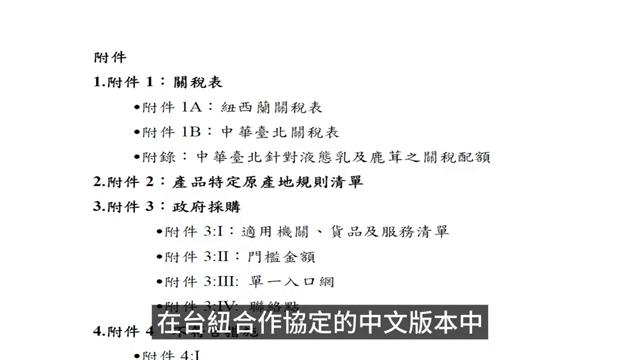 附件
1.附件 1：關稅表
•附件 1A：紐西蘭關稅表
•附件 1B：中華臺北關稅表
•附錄：中華臺北針對液態乳及鹿茸之關稅配額
2.附件 2：產品特定原產地規則清單
3.附件 3：政府採購
•附件 3:I：適用機關、貨品及服務清單
•附件 3:II：門檻金額
•附件 3:III: 單一入口網
附件 3:IV: 聯絡點
在台紐合作協定的中文版本中
4.附件 4
•附件 4:I